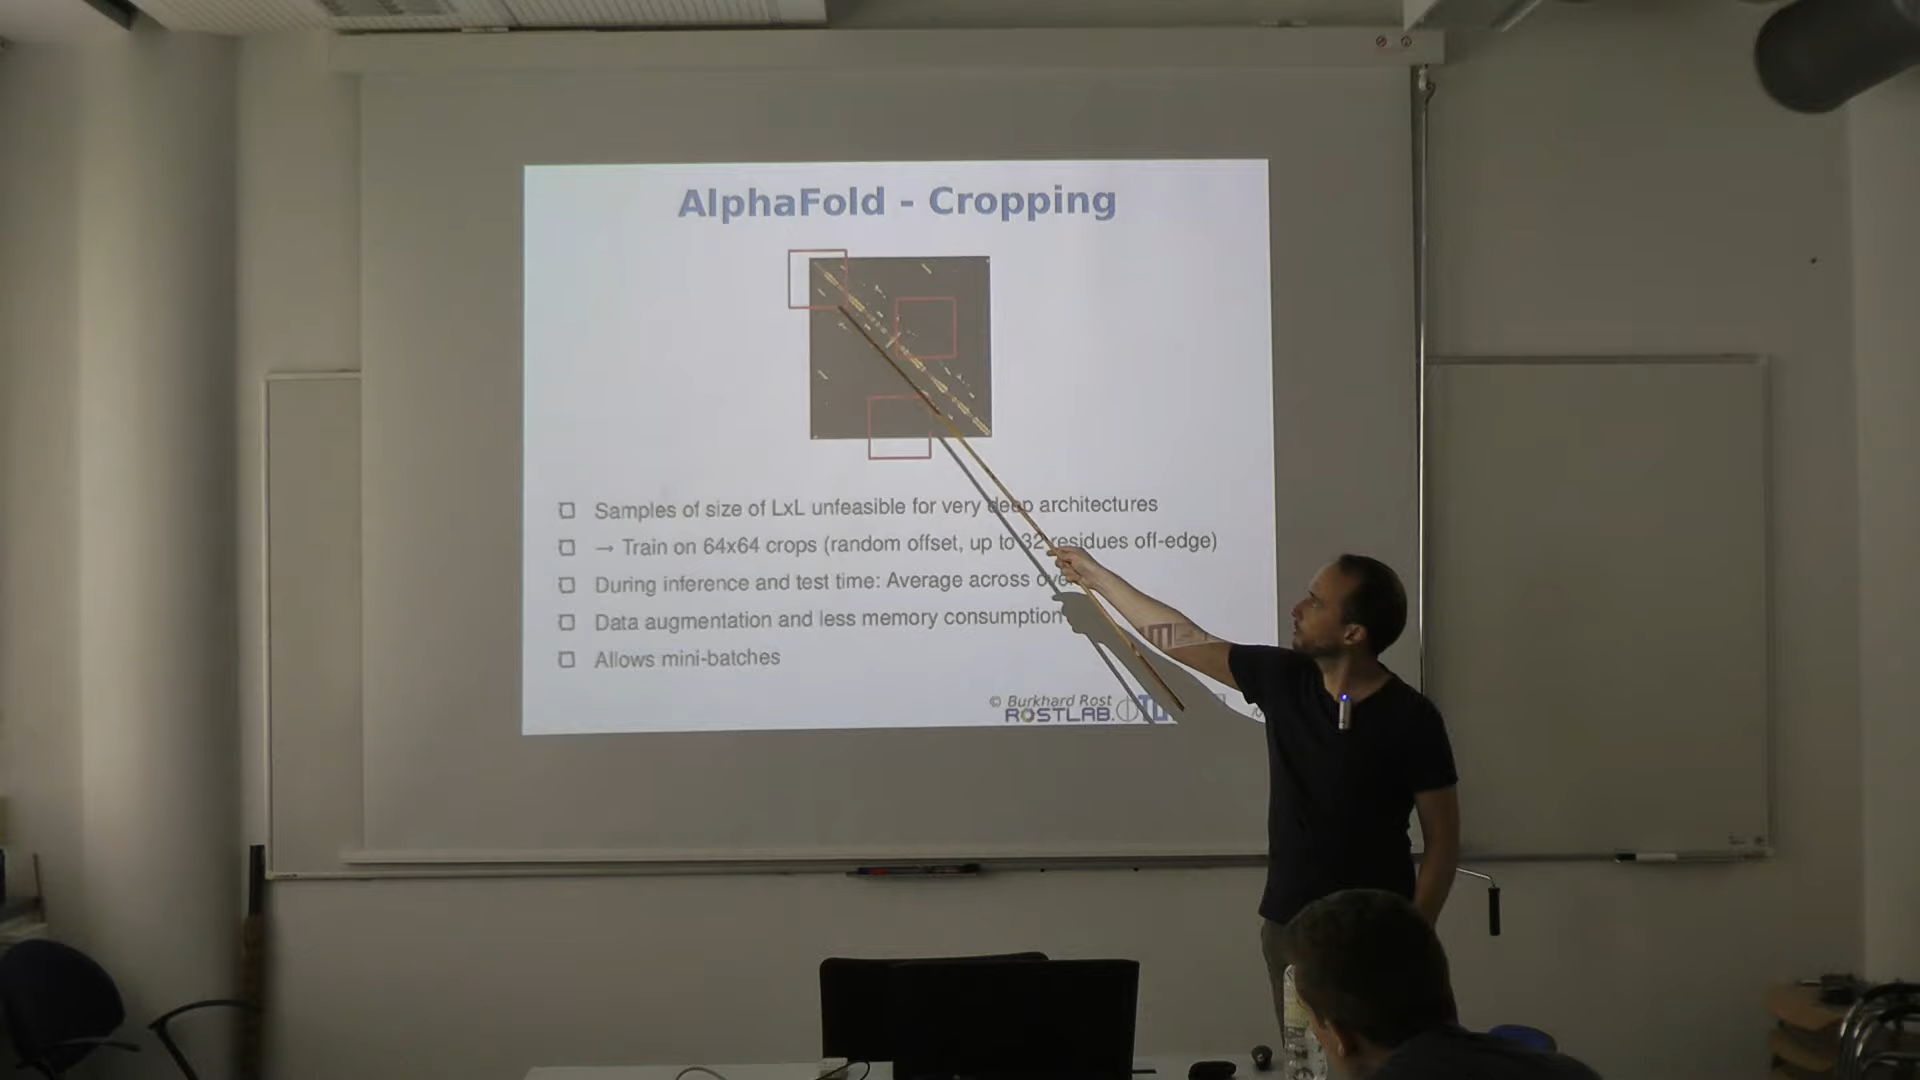 AlphaFold - Cropping
Samples of size of LxL unfeasible for very deep architectures
→ Train on 64x64 crops (random offset, up to 32 residues off-edge)
During inference and test time: Average across
Data augmentation and less memory consumption
Allows mini-batches
© Burkhard Rost
ROSTLAB.